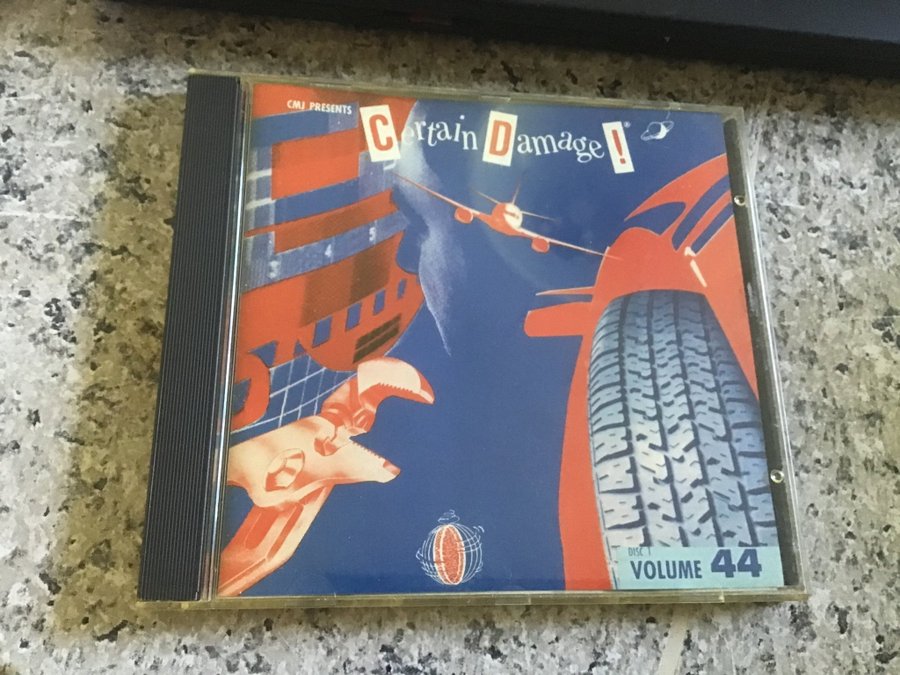 CMJ PRESENTS
Certain Damage!®
3 4 5
DISC 1
VOLUME 44